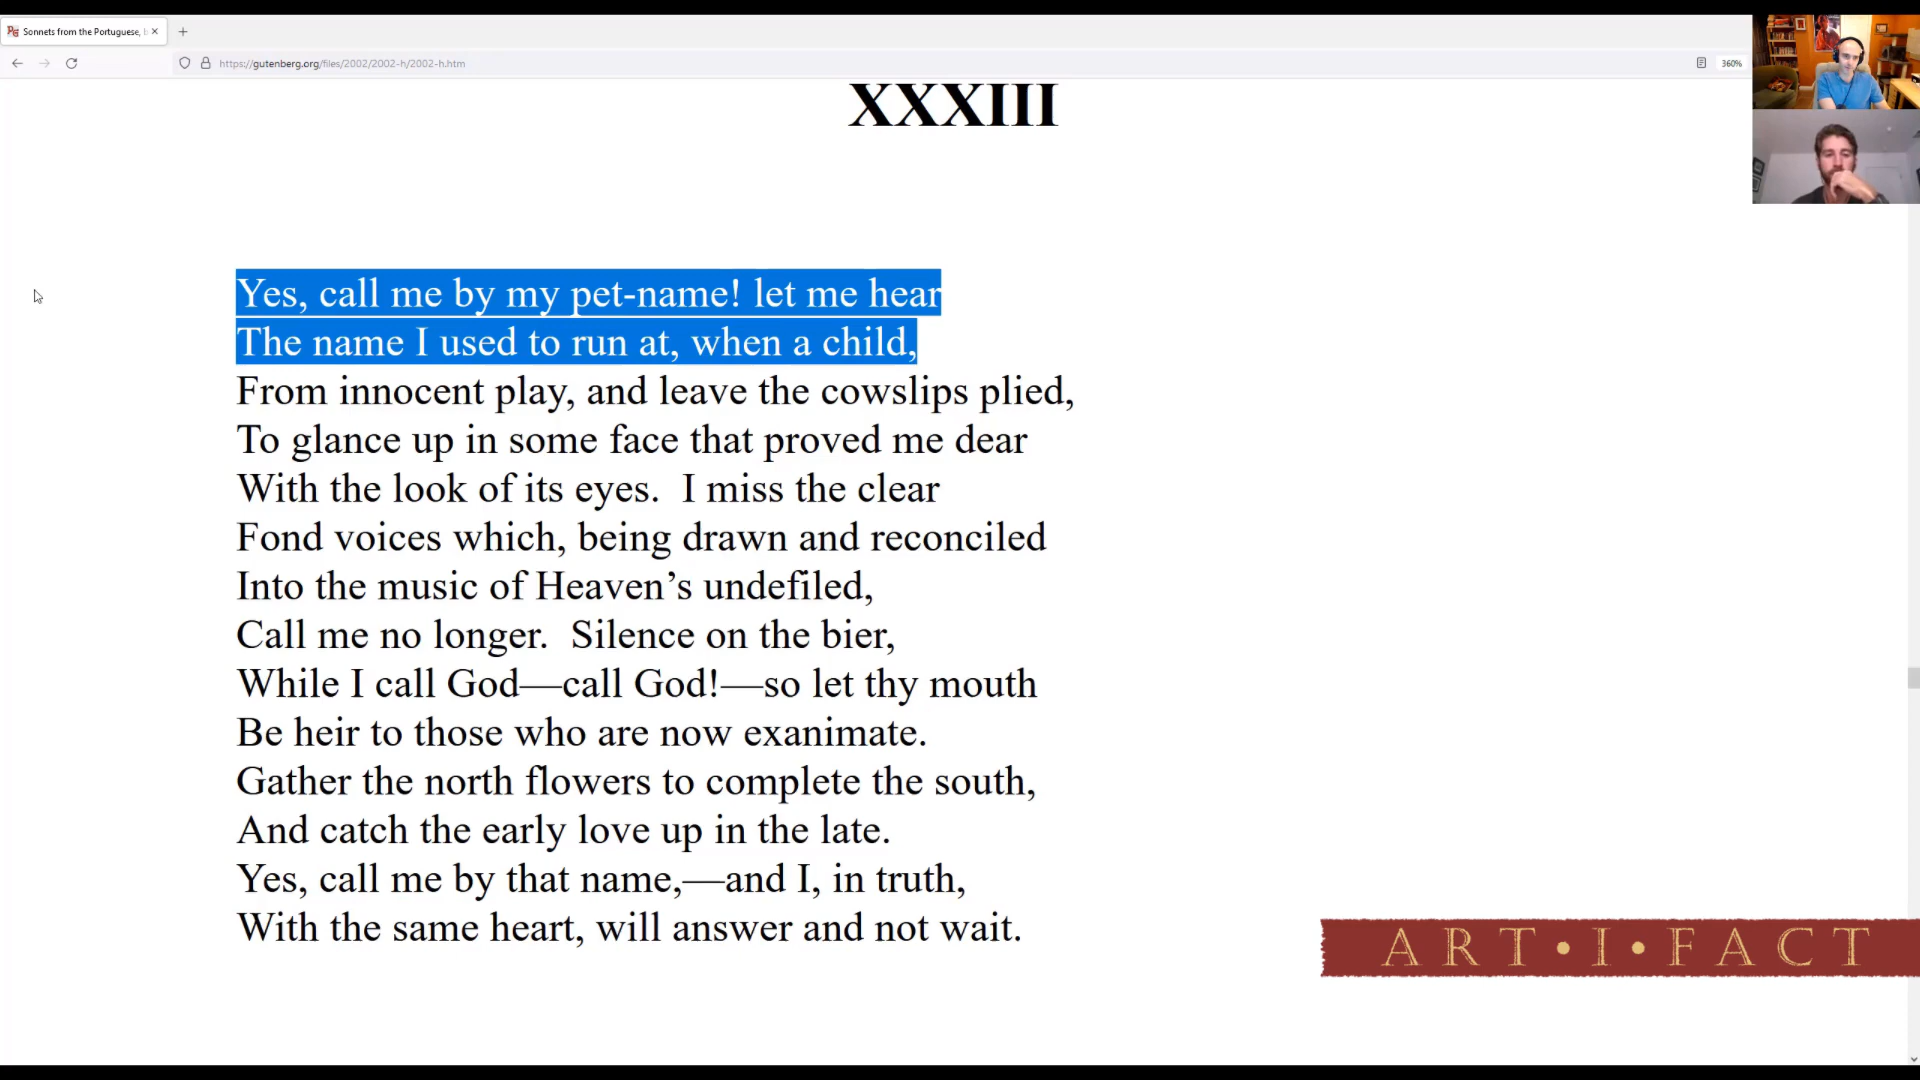 Sonnets from the Portuguese,
https://gutenberg.org/files/2002/2002-h/2002-h.htm
360%
XXXIII
Yes, call me by my pet-name! let me hear
The name I used to run at, when a child,
From innocent play, and leave the cowslips plied,
To glance up in some face that proved me dear
With the look of its eyes.  I miss the clear
Fond voices which, being drawn and reconciled
Into the music of Heaven’s undefiled,
Call me no longer.  Silence on the bier,
While I call God—call God!—so let thy mouth
Be heir to those who are now exanimate.
Gather the north flowers to complete the south,
And catch the early love up in the late.
Yes, call me by that name,—and I, in truth,
With the same heart, will answer and not wait.
ART•I•FACT